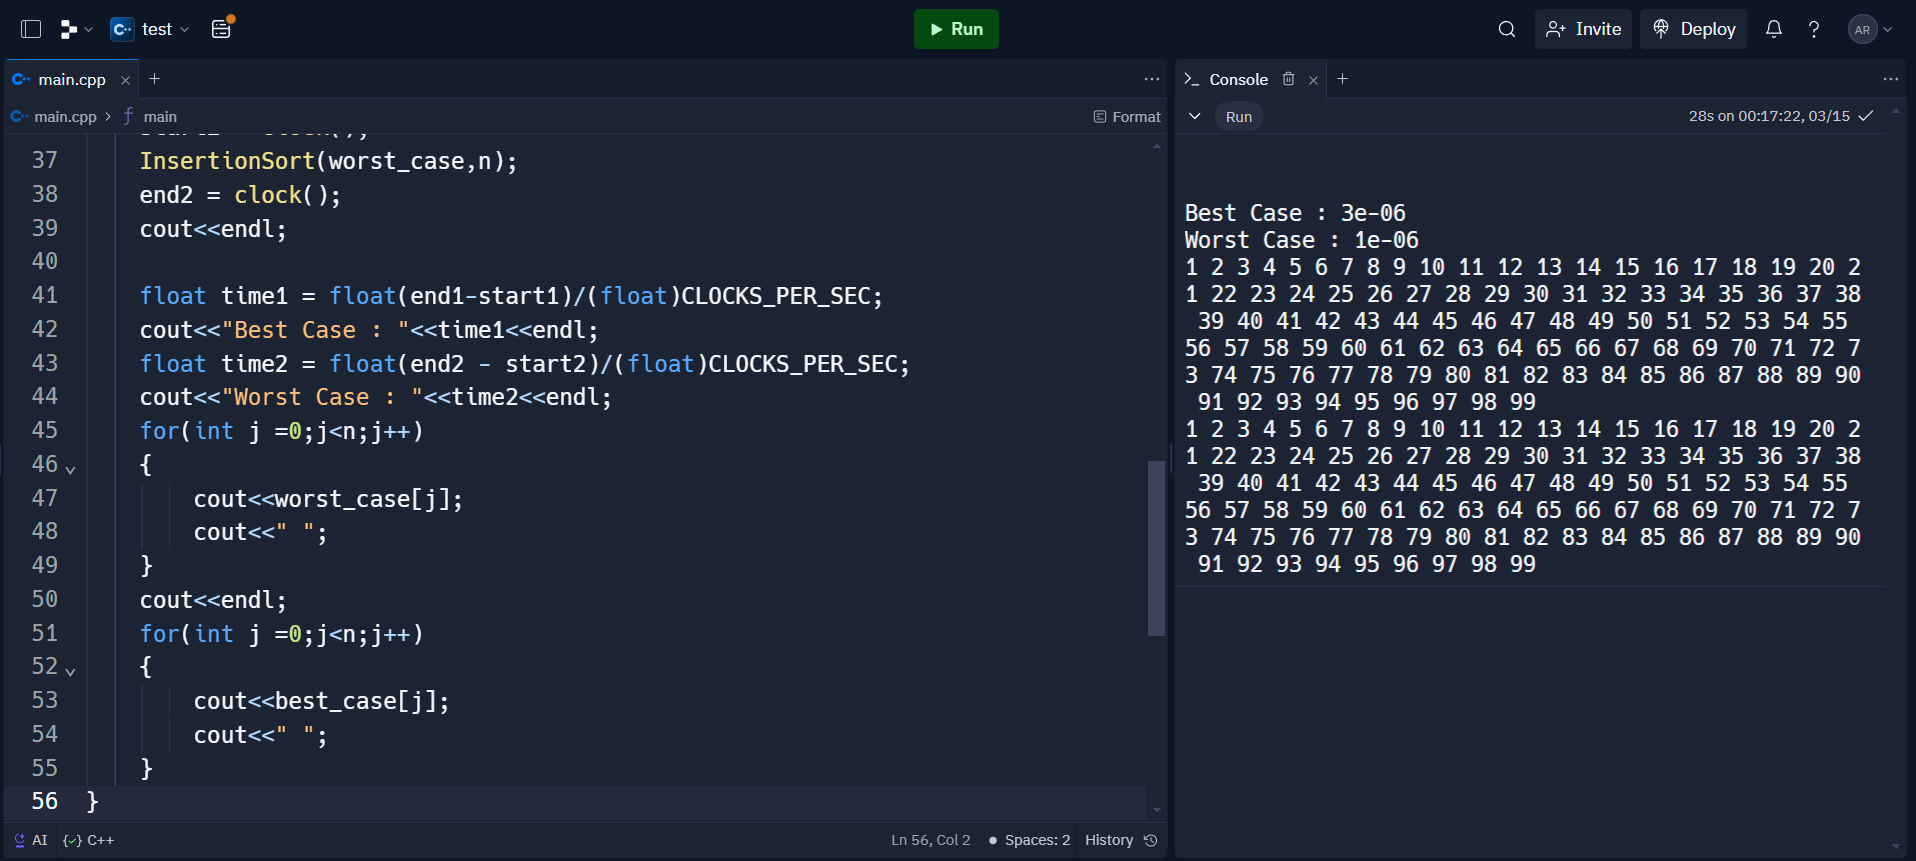 test
Run
Invite
Deploy
AR
main.cpp
Console
main.cpp > main
Format
Run
28s on 00:17:22, 03/15
37 InsertionSort(worst_case,n);
38 end2 = clock();
39 cout<<endl;
40
41 float time1 = float(end1-start1)/(float)CLOCKS_PER_SEC;
42 cout<<"Best Case : "<<time1<<endl;
43 float time2 = float(end2 - start2)/(float)CLOCKS_PER_SEC;
44 cout<<"Worst Case : "<<time2<<endl;
45 for(int j =0;j<n;j++)
46 {
47 cout<<worst_case[j];
48 cout<<" ";
49 }
50 cout<<endl;
51 for(int j =0;j<n;j++)
52 {
53 cout<<best_case[j];
54 cout<<" ";
55 }
56 }
Best Case : 3e-06
Worst Case : 1e-06
1 2 3 4 5 6 7 8 9 10 11 12 13 14 15 16 17 18 19 20 2
1 22 23 24 25 26 27 28 29 30 31 32 33 34 35 36 37 38
39 40 41 42 43 44 45 46 47 48 49 50 51 52 53 54 55
56 57 58 59 60 61 62 63 64 65 66 67 68 69 70 71 72 7
3 74 75 76 77 78 79 80 81 82 83 84 85 86 87 88 89 90
91 92 93 94 95 96 97 98 99
1 2 3 4 5 6 7 8 9 10 11 12 13 14 15 16 17 18 19 20 2
1 22 23 24 25 26 27 28 29 30 31 32 33 34 35 36 37 38
39 40 41 42 43 44 45 46 47 48 49 50 51 52 53 54 55
56 57 58 59 60 61 62 63 64 65 66 67 68 69 70 71 72 7
3 74 75 76 77 78 79 80 81 82 83 84 85 86 87 88 89 90
91 92 93 94 95 96 97 98 99
AI
C++
Ln 56, Col 2
Spaces: 2
History